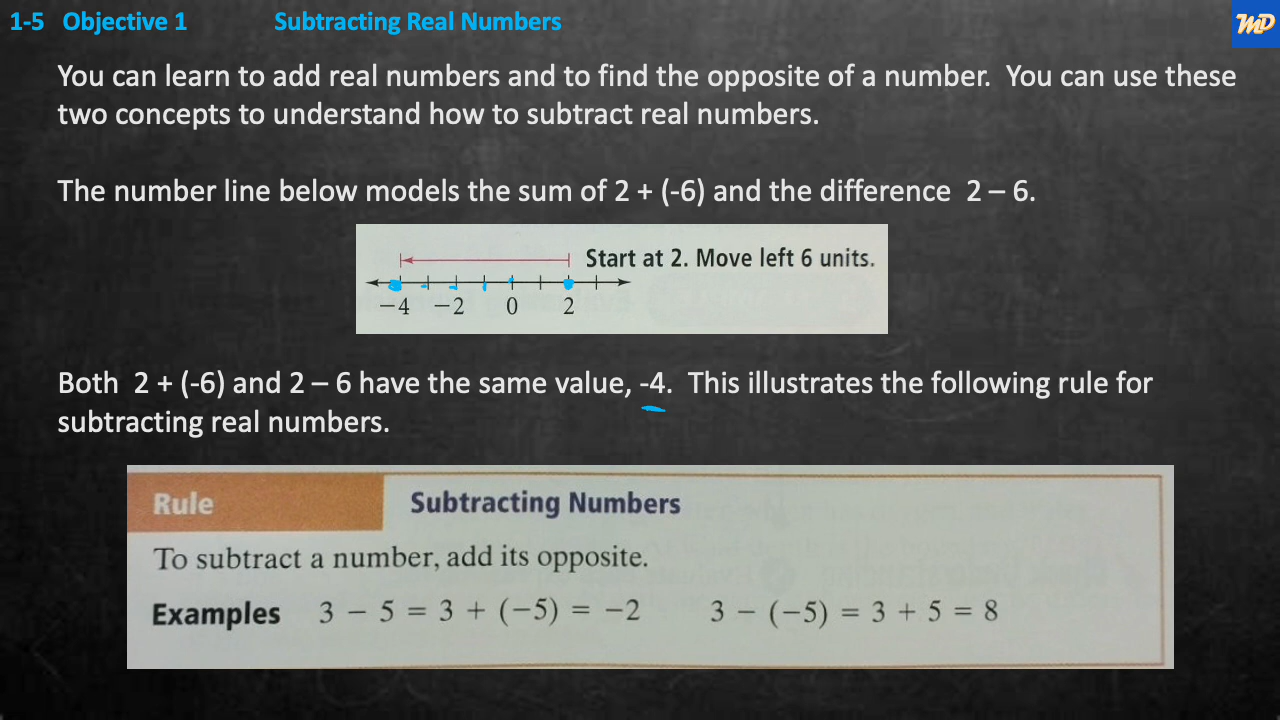 1-5 Objective 1 Subtracting Real Numbers
MD
You can learn to add real numbers and to find the opposite of a number. You can use these
two concepts to understand how to subtract real numbers.
The number line below models the sum of 2 + (-6) and the difference 2 – 6.
Start at 2. Move left 6 units.
−4 −2 0 2
Both 2 + (-6) and 2 – 6 have the same value, -4. This illustrates the following rule for
subtracting real numbers.
Rule Subtracting Numbers
To subtract a number, add its opposite.
Examples 3 − 5 = 3 + (−5) = −2 3 − (−5) = 3 + 5 = 8